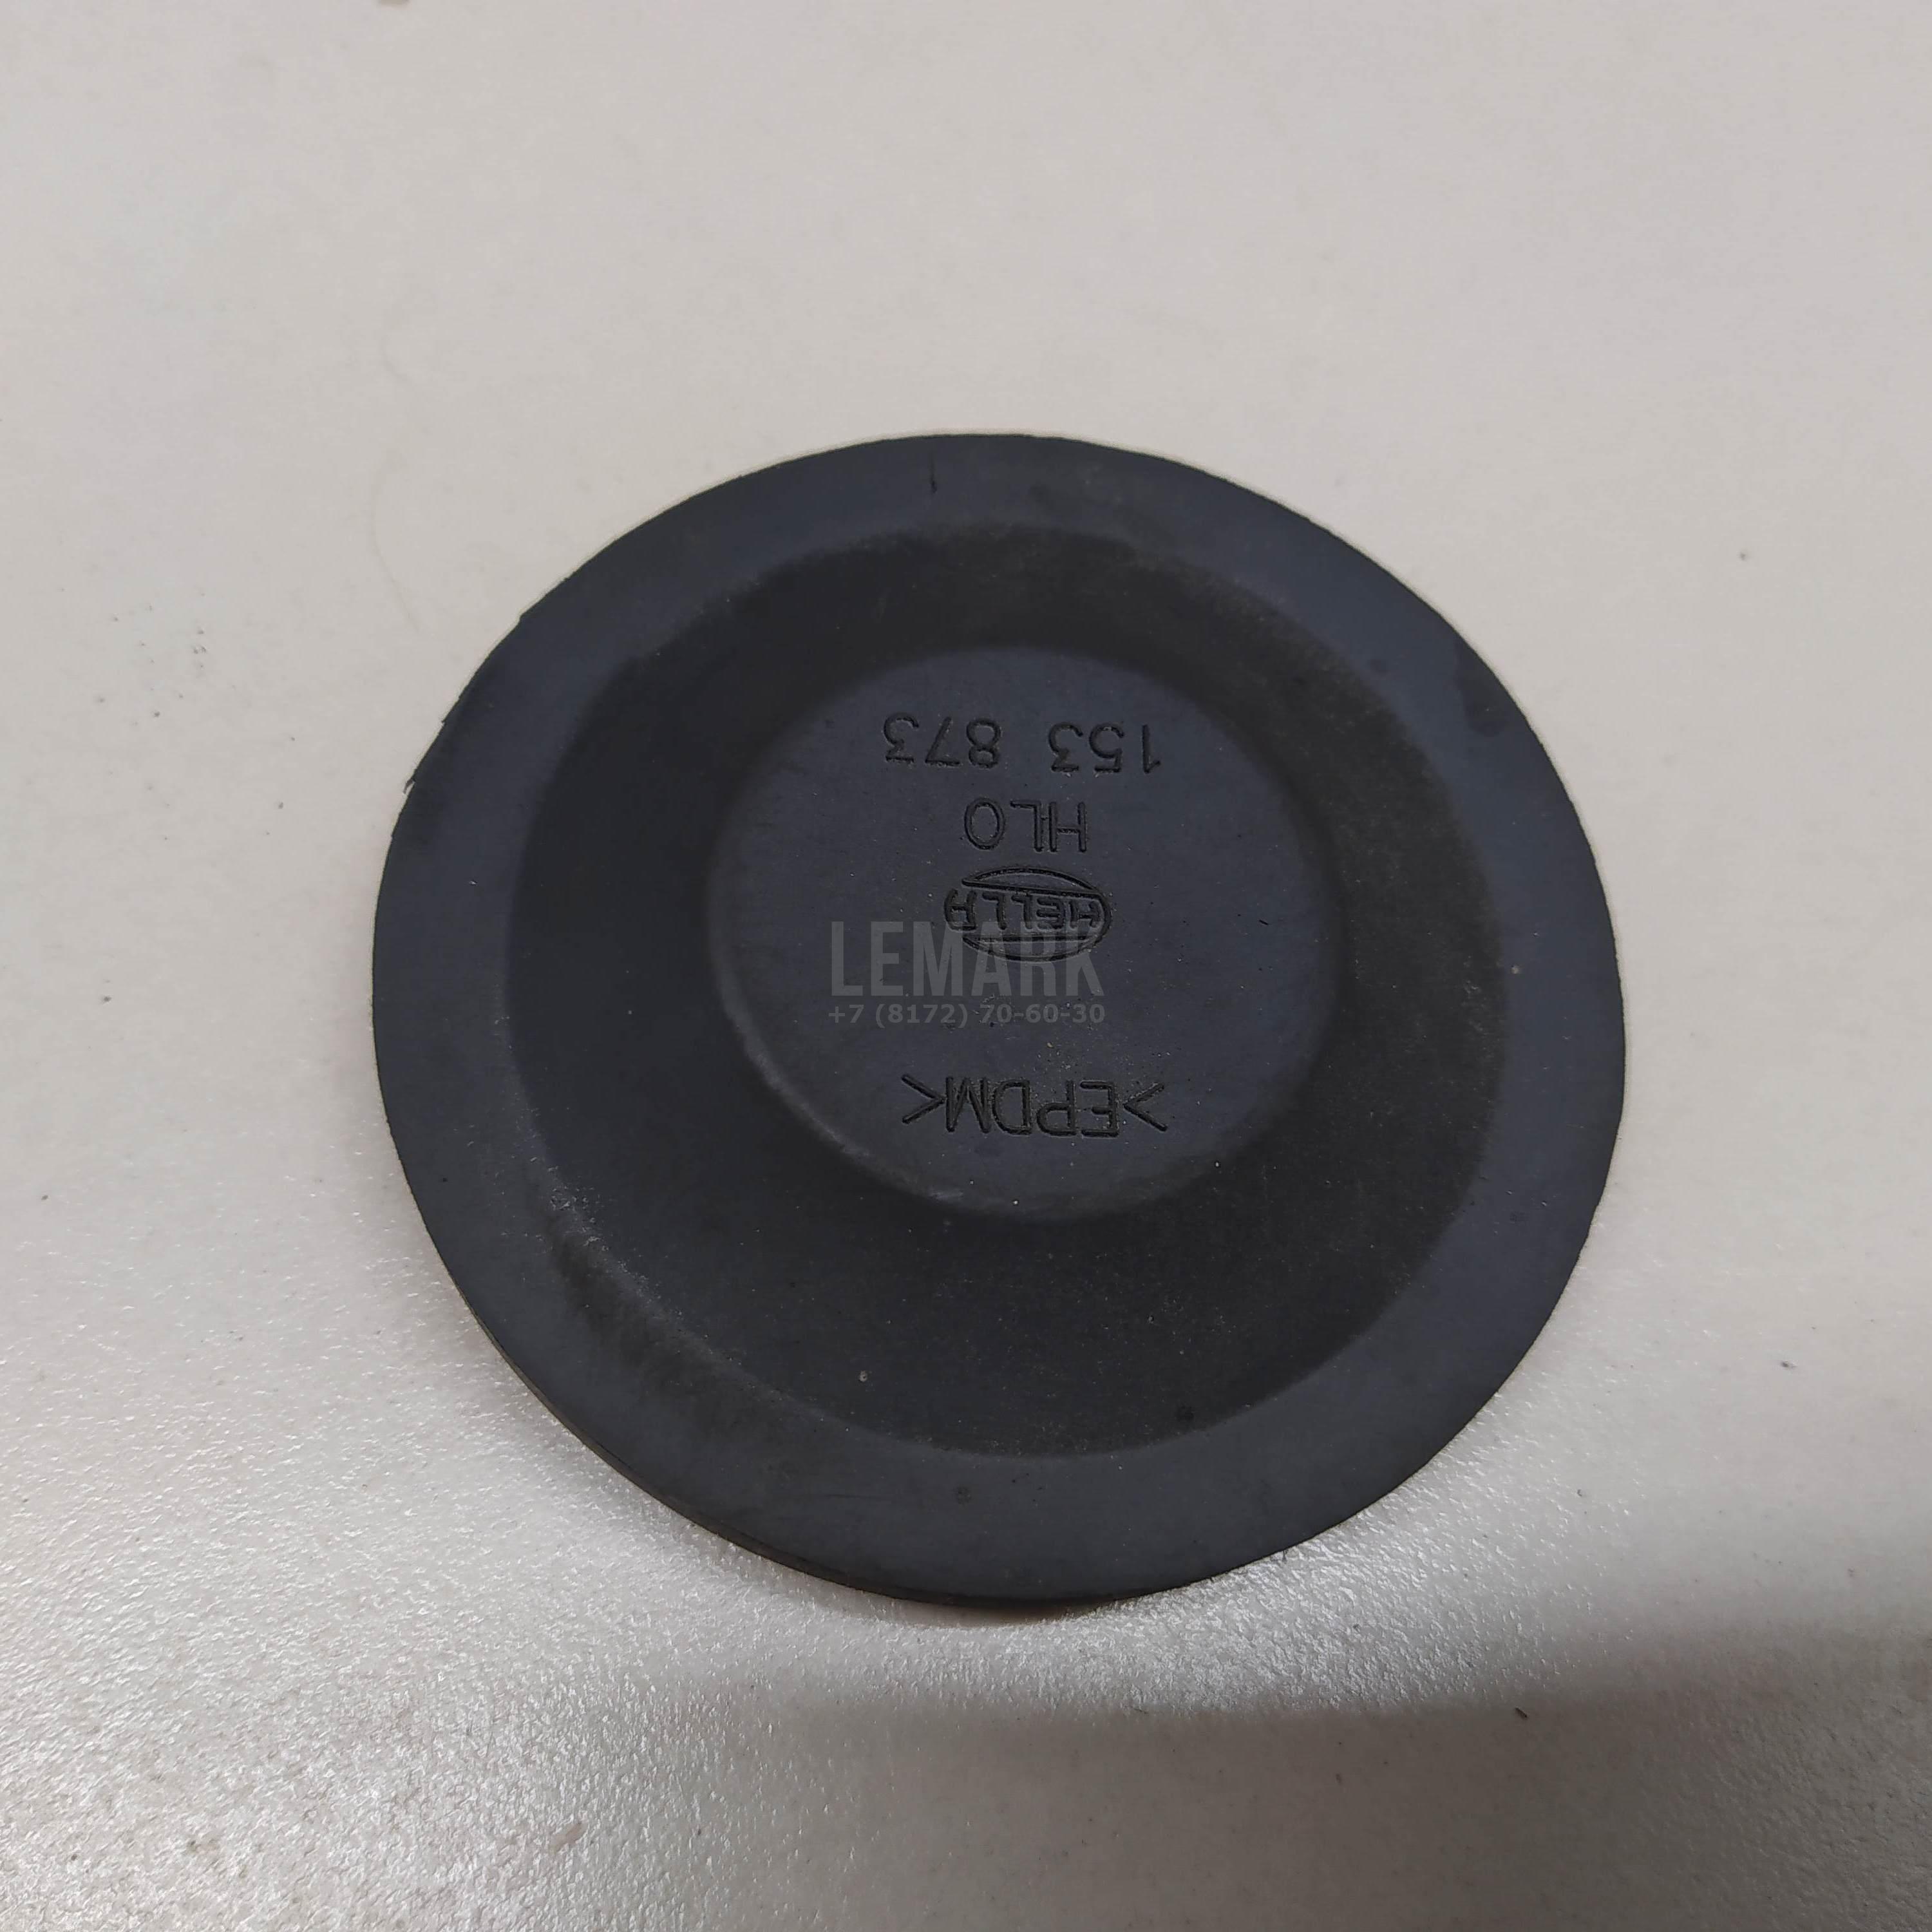 >EPDM<
HELLA
HLO
153 873
LEMARK
+7 (8172) 70-60-30